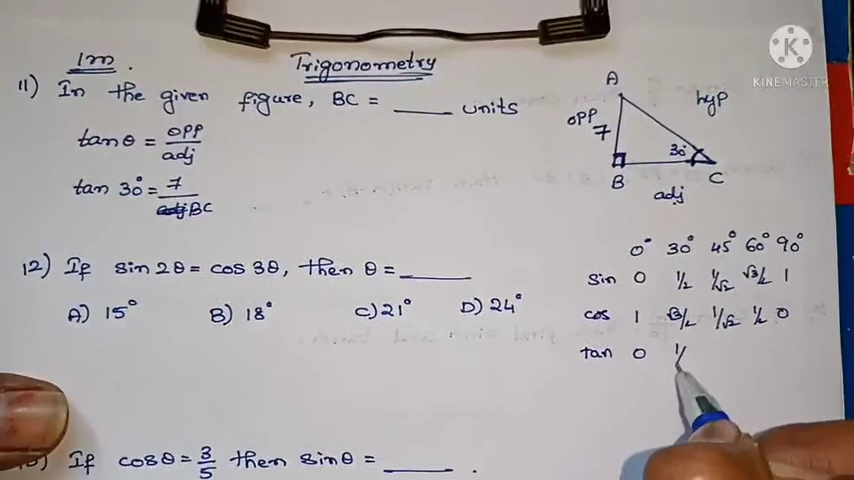 1m.
Trigonometry
K
KINEMASTER
11) In the given figure, BC = ____ units
tanθ = opp/adj
tan 30° = 7/BC
A
opp
7
hyp
30°
B
C
adj
12) If sin 2θ = cos 3θ, then θ = ____
A) 15° B) 18° C) 21° D) 24°
0° 30° 45° 60° 90°
sin 0 1/2 1/√2 √3/2 1
cos 1 √3/2 1/√2 1/2 0
tan 0 1/
If cosθ = 3/5 then sinθ = ____.